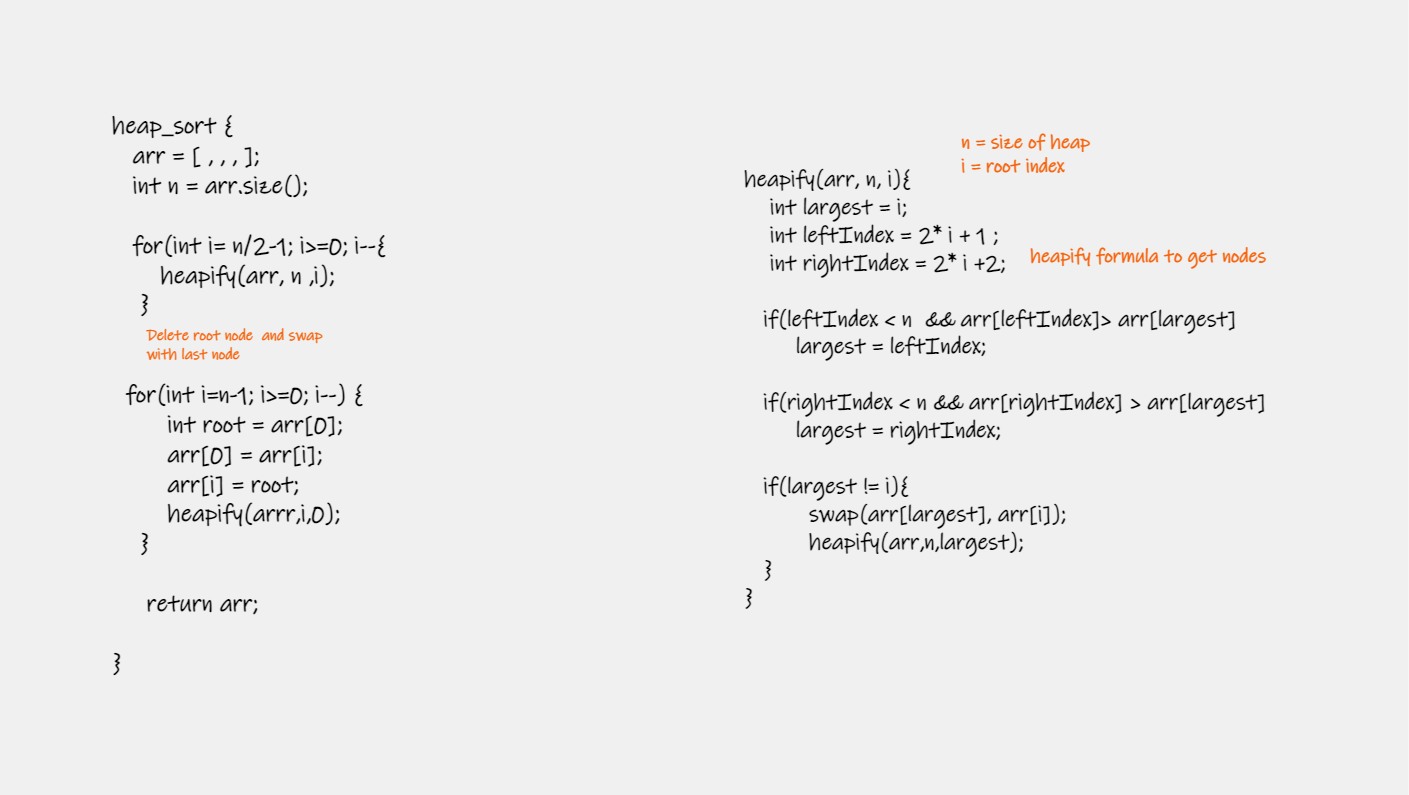 heap_sort {
arr = [ , , , ];
int n = arr.size();
for(int i= n/2-1; i>=0; i--{
heapify(arr, n ,i);
}
Delete root node and swap
with last node
for(int i=n-1; i>=0; i--) {
int root = arr[0];
arr[0] = arr[i];
arr[i] = root;
heapify(arrr,i,0);
}
return arr;
}
n = size of heap
i = root index
heapify(arr, n, i){
int largest = i;
int leftIndex = 2* i + 1 ;
int rightIndex = 2* i +2;
heapify formula to get nodes
if(leftIndex < n && arr[leftIndex]> arr[largest]
largest = leftIndex;
if(rightIndex < n && arr[rightIndex] > arr[largest]
largest = rightIndex;
if(largest != i){
swap(arr[largest], arr[i]);
heapify(arr,n,largest);
}
}